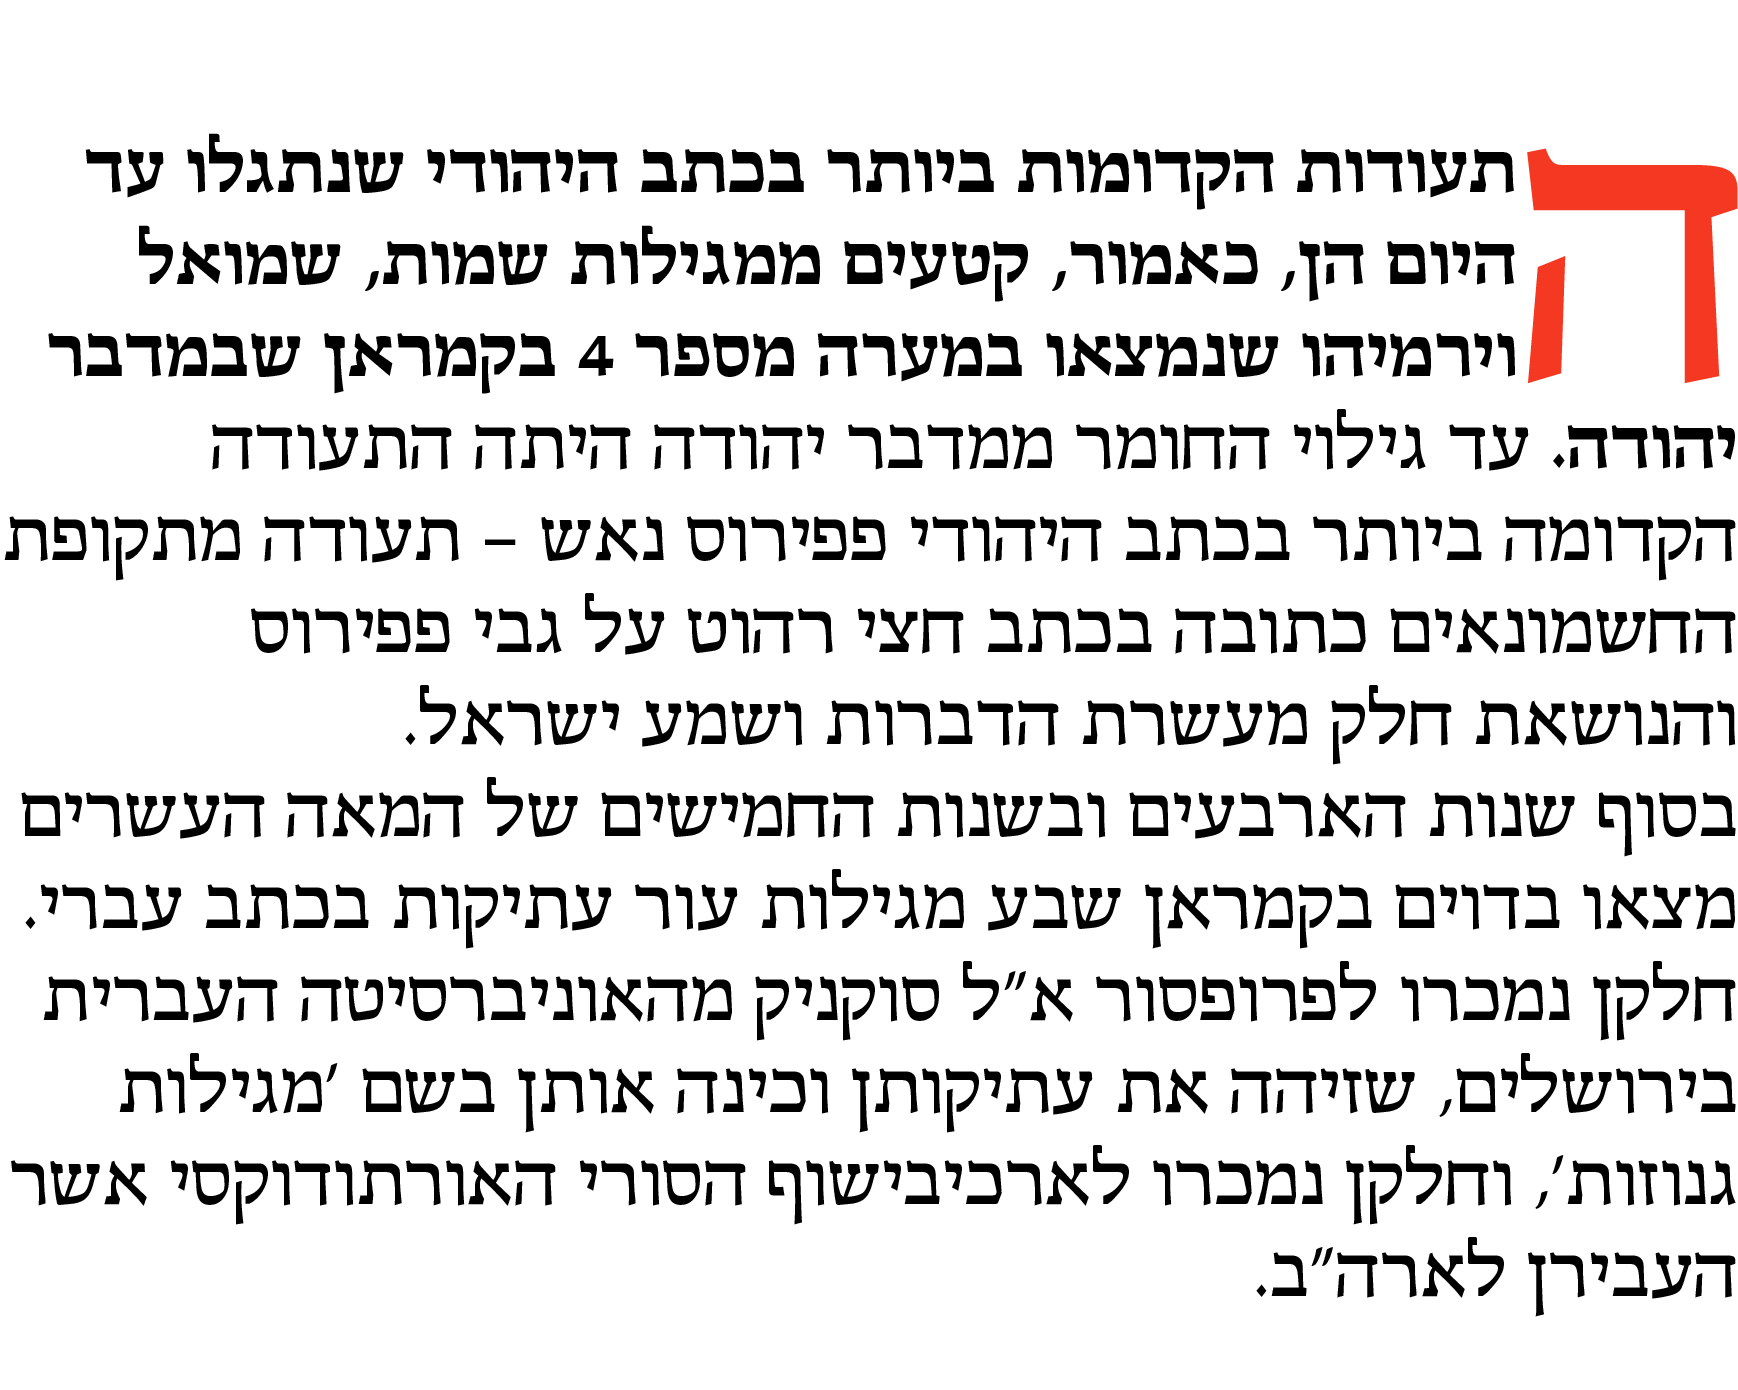 התעודות הקדומות ביותר בכתב היהודי שנתגלו עד
היום הן, כאמור, קטעים ממגילות שמות, שמואל
וירמיהו שנמצאו במערה מספר 4 בקמראן שבמדבר
יהודה. עד גילוי החומר ממדבר יהודה היתה התעודה
הקדומה ביותר בכתב היהודי פפירוס נאש – תעודה מתקופת
החשמונאים כתובה בכתב חצי רהוט על גבי פפירוס
והנושאת חלק מעשרת הדברות ושמע ישראל.
בסוף שנות הארבעים ובשנות החמישים של המאה העשרים
מצאו בדוים בקמראן שבע מגילות עור עתיקות בכתב עברי.
חלקן נמכרו לפרופסור א״ל סוקניק מהאוניברסיטה העברית
בירושלים, שזיהה את עתיקותן וכינה אותן בשם ׳מגילות
גנוזות׳, וחלקן נמכרו לארכיבישוף הסורי האורתודוקסי אשר
העבירן לארה״ב.